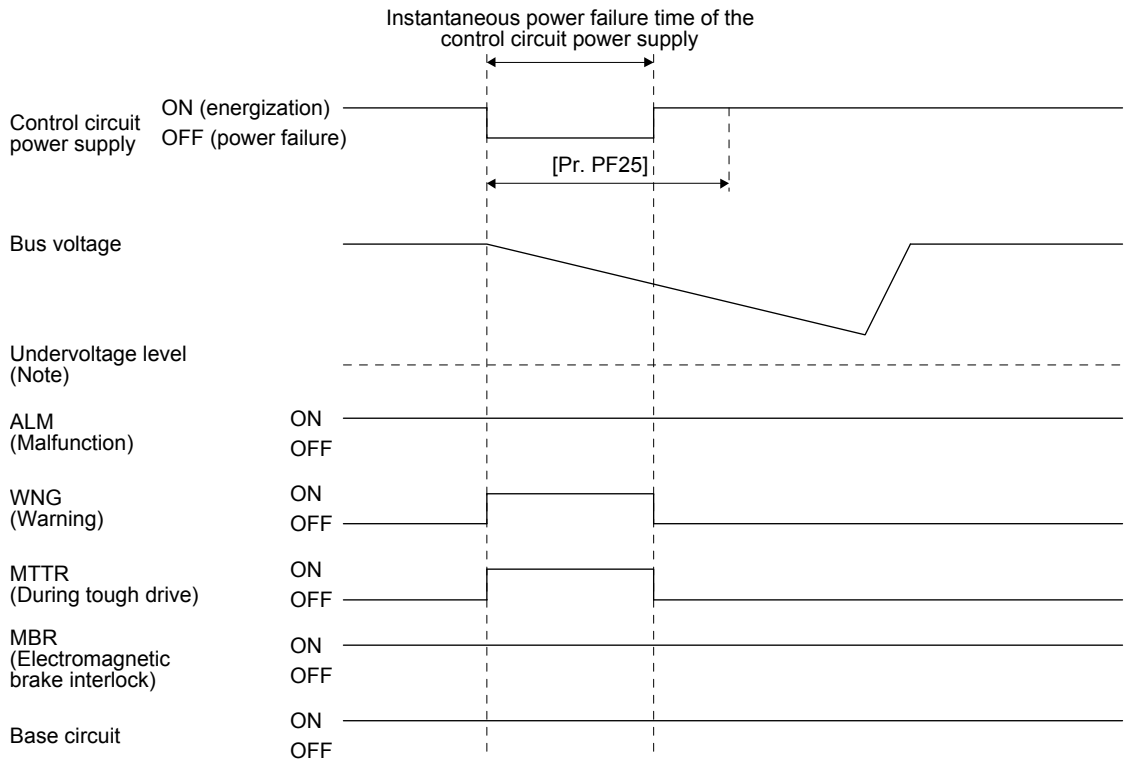 Instantaneous power failure time of the
control circuit power supply
Control circuit
power supply
ON (energization)
OFF (power failure)
[Pr. PF25]
Bus voltage
Undervoltage level
(Note)
ALM
(Malfunction)
ON
OFF
WNG
(Warning)
ON
OFF
MTTR
(During tough drive)
ON
OFF
MBR
(Electromagnetic
brake interlock)
ON
OFF
Base circuit
ON
OFF